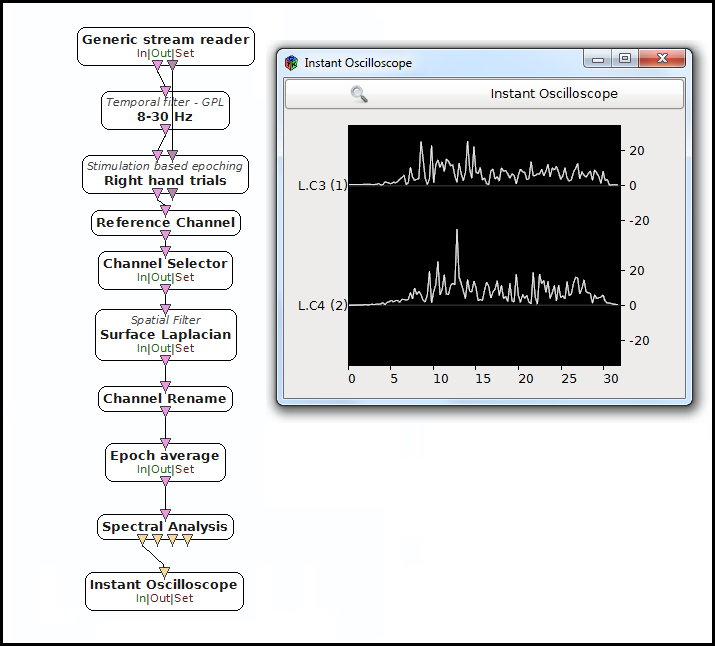 Generic stream reader
In|Out|Set
Temporal filter - GPL
8-30 Hz
Stimulation based epoching
Right hand trials
Reference Channel
Channel Selector
In|Out|Set
Spatial Filter
Surface Laplacian
In|Out|Set
Channel Rename
Epoch average
In|Out|Set
Spectral Analysis
Instant Oscilloscope
In|Out|Set
Instant Oscilloscope
Instant Oscilloscope
20
L.C3 (1)
0
-20
20
L.C4 (2)
0
-20
0 5 10 15 20 25 30